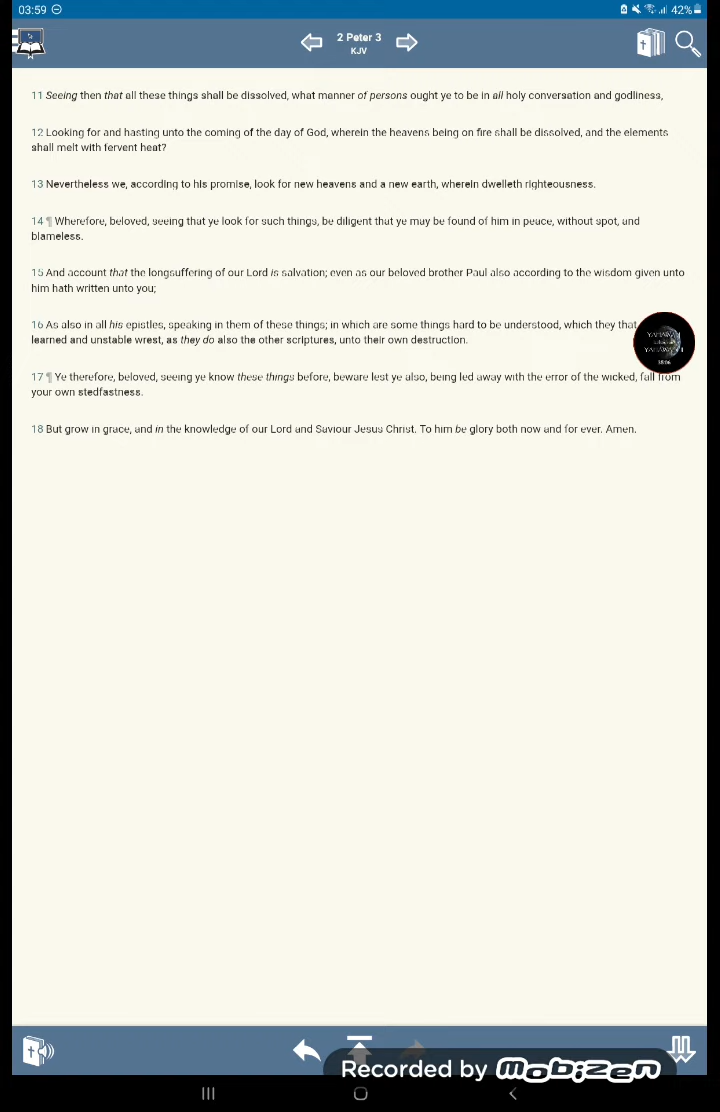 03:59
42%
2 Peter 3
KJV
11 Seeing then that all these things shall be dissolved, what manner of persons ought ye to be in all holy conversation and godliness,
12 Looking for and hasting unto the coming of the day of God, wherein the heavens being on fire shall be dissolved, and the elements
shall melt with fervent heat?
13 Nevertheless we, according to his promise, look for new heavens and a new earth, wherein dwelleth righteousness.
14 ¶ Wherefore, beloved, seeing that ye look for such things, be diligent that ye may be found of him in peace, without spot, and
blameless.
15 And account that the longsuffering of our Lord is salvation; even as our beloved brother Paul also according to the wisdom given unto
him hath written unto you;
16 As also in all his epistles, speaking in them of these things; in which are some things hard to be understood, which they that
learned and unstable wrest, as they do also the other scriptures, unto their own destruction.
17 ¶ Ye therefore, beloved, seeing ye know these things before, beware lest ye also, being led away with the error of the wicked, fall from
your own stedfastness.
18 But grow in grace, and in the knowledge of our Lord and Saviour Jesus Christ. To him be glory both now and for ever. Amen.
18:06
Recorded by mobizen